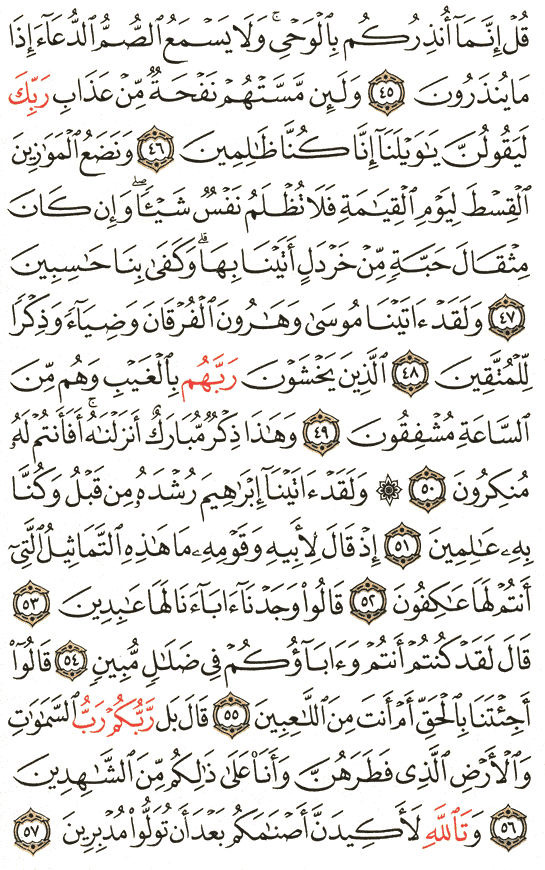 قُلْ إِنَّمَآ أُنذِرُكُم بِٱلْوَحْىِ ۚ وَلَا يَسْمَعُ ٱلصُّمُّ ٱلدُّعَآءَ إِذَا
مَا يُنذَرُونَ ٤٥ وَلَئِن مَّسَّتْهُمْ نَفْحَةٌ مِّنْ عَذَابِ رَبِّكَ
لَيَقُولُنَّ يَٰوَيْلَنَآ إِنَّا كُنَّا ظَٰلِمِينَ ٤٦ وَنَضَعُ ٱلْمَوَٰزِينَ
ٱلْقِسْطَ لِيَوْمِ ٱلْقِيَٰمَةِ فَلَا تُظْلَمُ نَفْسٌ شَيْـًٔا ۖ وَإِن كَانَ
مِثْقَالَ حَبَّةٍ مِّنْ خَرْدَلٍ أَتَيْنَا بِهَا ۗ وَكَفَىٰ بِنَا حَٰسِبِينَ
٤٧ وَلَقَدْ ءَاتَيْنَا مُوسَىٰ وَهَٰرُونَ ٱلْفُرْقَانَ وَضِيَآءً وَذِكْرًا
لِّلْمُتَّقِينَ ٤٨ ٱلَّذِينَ يَخْشَوْنَ رَبَّهُم بِٱلْغَيْبِ وَهُم مِّنَ
ٱلسَّاعَةِ مُشْفِقُونَ ٤٩ وَهَٰذَا ذِكْرٌ مُّبَارَكٌ أَنزَلْنَٰهُ ۚ أَفَأَنتُمْ لَهُۥ
مُنكِرُونَ ٥٠ ۞ وَلَقَدْ ءَاتَيْنَآ إِبْرَٰهِيمَ رُشْدَهُۥ مِن قَبْلُ وَكُنَّا
بِهِۦ عَٰلِمِينَ ٥١ إِذْ قَالَ لِأَبِيهِ وَقَوْمِهِۦ مَا هَٰذِهِ ٱلتَّمَاثِيلُ ٱلَّتِىٓ
أَنتُمْ لَهَا عَٰكِفُونَ ٥٢ قَالُوا۟ وَجَدْنَآ ءَابَآءَنَا لَهَا عَٰبِدِينَ ٥٣
قَالَ لَقَدْ كُنتُمْ أَنتُمْ وَءَابَآؤُكُمْ فِى ضَلَٰلٍ مُّبِينٍ ٥٤ قَالُوٓا۟
أَجِئْتَنَا بِٱلْحَقِّ أَمْ أَنتَ مِنَ ٱللَّٰعِبِينَ ٥٥ قَالَ بَل رَّبُّكُمْ رَبُّ ٱلسَّمَٰوَٰتِ
وَٱلْأَرْضِ ٱلَّذِى فَطَرَهُنَّ وَأَنَا۠ عَلَىٰ ذَٰلِكُم مِّنَ ٱلشَّٰهِدِينَ
٥٦ وَتَٱللَّهِ لَأَكِيدَنَّ أَصْنَٰمَكُم بَعْدَ أَن تُوَلُّوا۟ مُدْبِرِينَ ٥٧